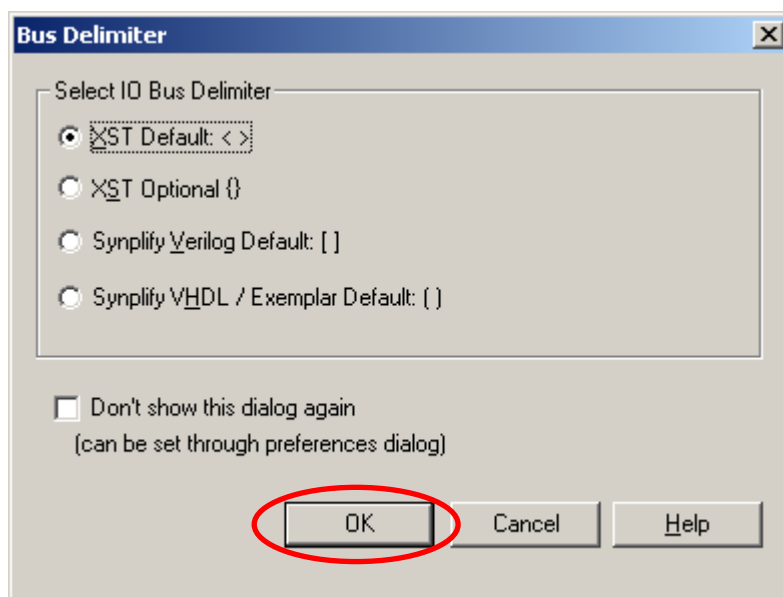 Bus Delimiter
Select IO Bus Delimiter
XST Default: < >
XST Optional {}
Synplify Verilog Default: [ ]
Synplify VHDL / Exemplar Default: ( )
Don't show this dialog again
(can be set through preferences dialog)
OK Cancel Help